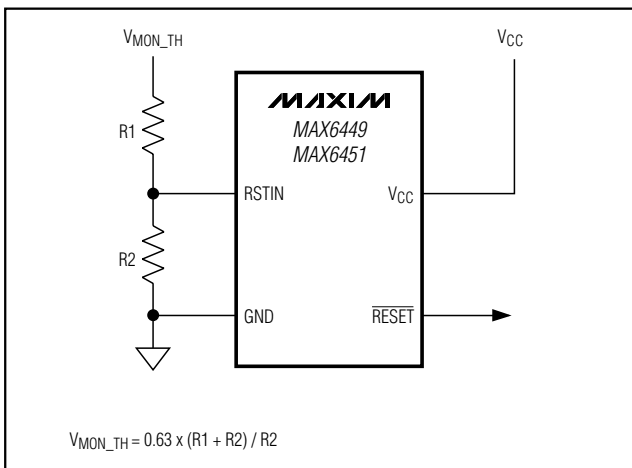 VMON_TH
VCC
MAXIM
MAX6449
MAX6451
R1
RSTIN
VCC
R2
GND
RESET
VMON_TH = 0.63 x (R1 + R2) / R2